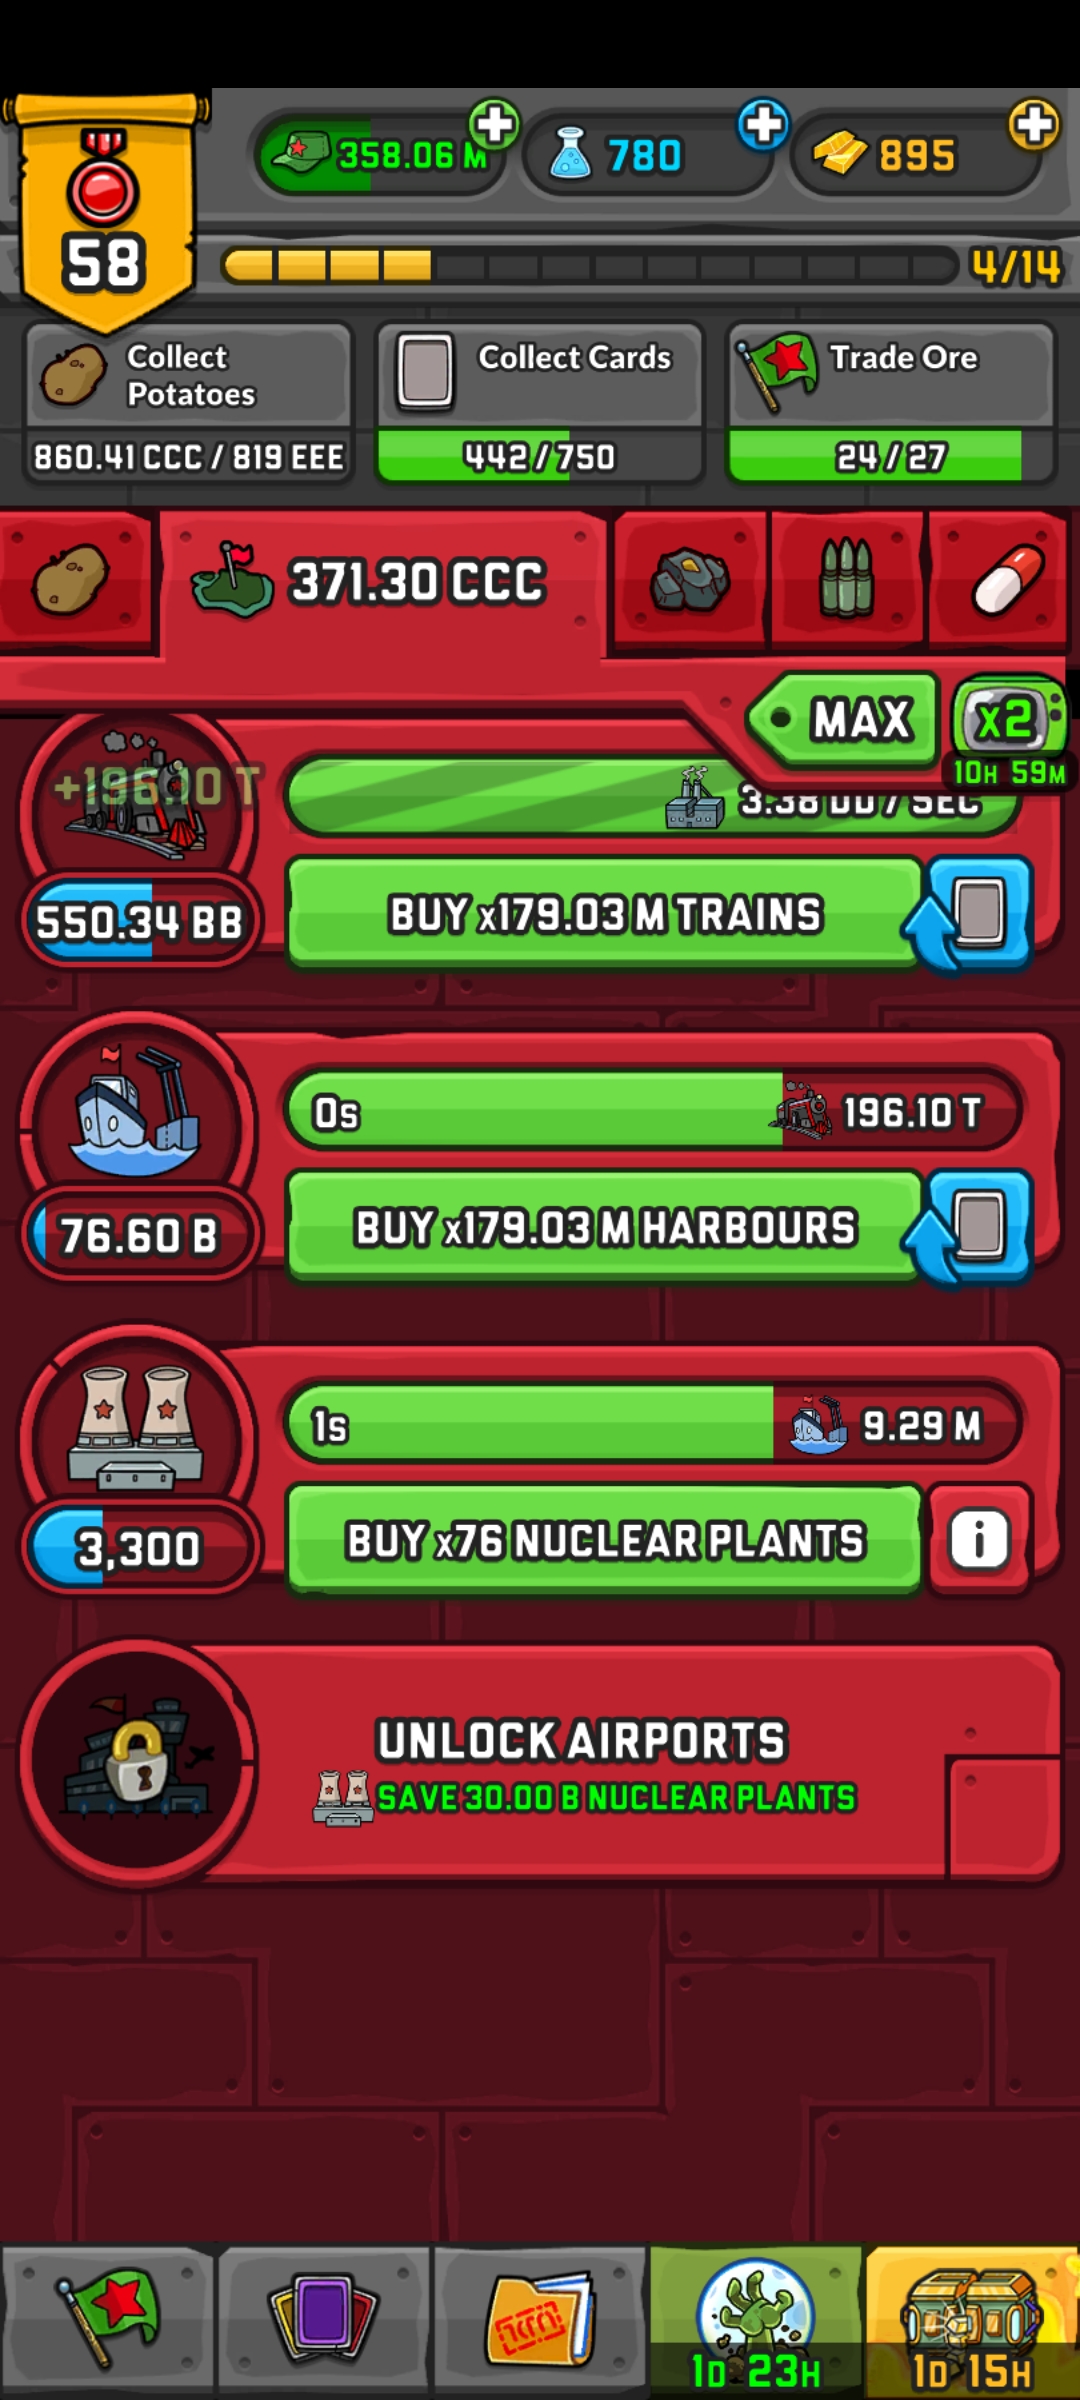 358.06 M
780
895
58
4/14
Collect
Potatoes
Collect Cards
Trade Ore
860.41 CCC / 819 EEE
442/750
24/27
371.30 CCC
MAX
x2
10H 59M
+196.10 T
3.38 DD / SEC
550.34 BB
BUY x179.03 M TRAINS
0s
196.10 T
76.60 B
BUY x179.03 M HARBOURS
1s
9.29 M
3,300
BUY x76 NUCLEAR PLANTS
i
UNLOCK AIRPORTS
SAVE 30.00 B NUCLEAR PLANTS
1D 23H
1D 15H